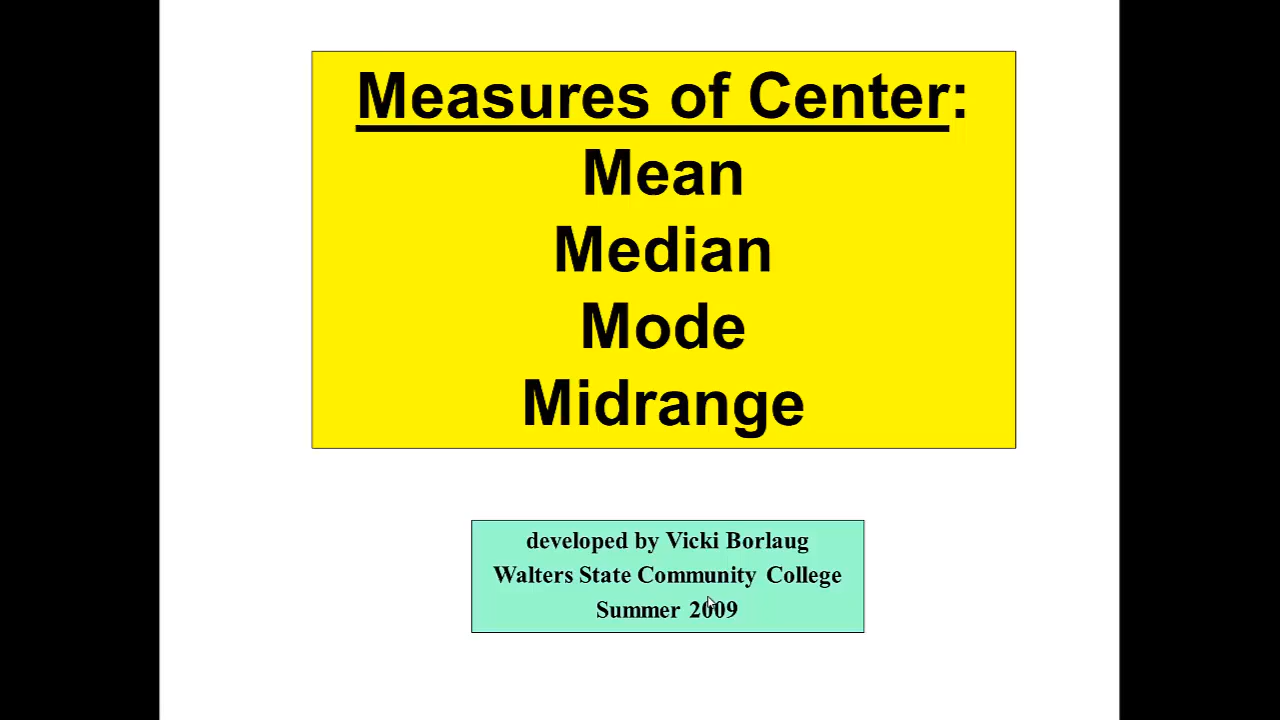 Measures of Center:
Mean
Median
Mode
Midrange
developed by Vicki Borlaug
Walters State Community College
Summer 2009